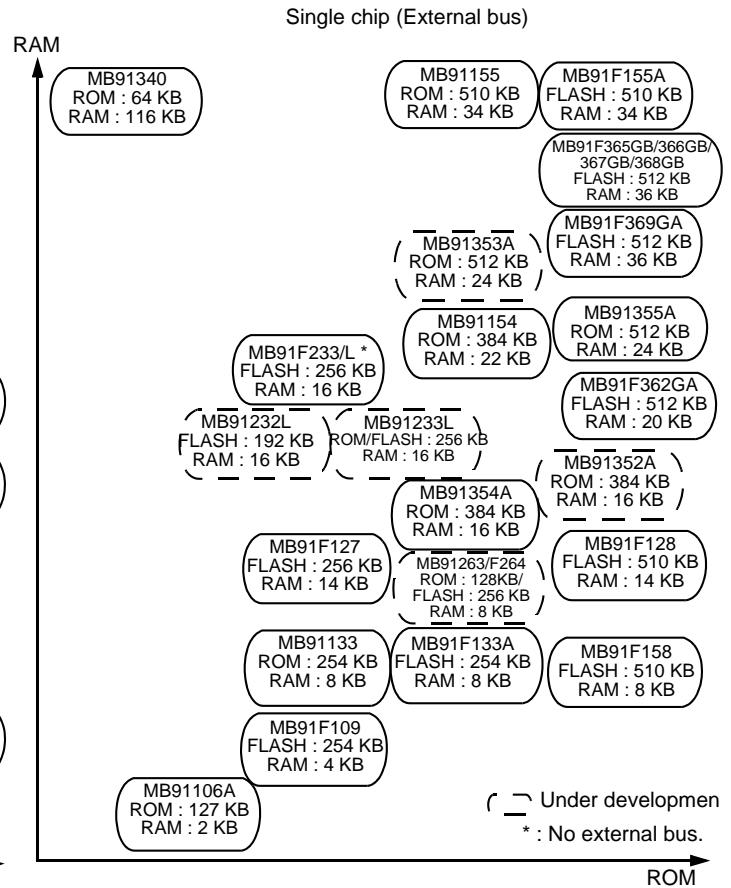 Single chip (External bus)
RAM
MB91340
ROM : 64 KB
RAM : 116 KB
MB91155
ROM : 510 KB
RAM : 34 KB
MB91F155A
FLASH : 510 KB
RAM : 34 KB
MB91F365GB/366GB/
367GB/368GB
FLASH : 512 KB
RAM : 36 KB
MB91F369GA
FLASH : 512 KB
RAM : 36 KB
MB91353A
ROM : 512 KB
RAM : 24 KB
MB91154
ROM : 384 KB
RAM : 22 KB
MB91355A
ROM : 512 KB
RAM : 24 KB
MB91F233/L *
FLASH : 256 KB
RAM : 16 KB
MB91F362GA
FLASH : 512 KB
RAM : 20 KB
MB91232L
FLASH : 192 KB
RAM : 16 KB
MB91233L
ROM/FLASH : 256 KB
RAM : 16 KB
MB91352A
ROM : 384 KB
RAM : 16 KB
MB91354A
ROM : 384 KB
RAM : 16 KB
MB91F127
FLASH : 256 KB
RAM : 14 KB
MB91263/F264
ROM : 128KB/
FLASH : 256 KB
RAM : 8 KB
MB91F128
FLASH : 510 KB
RAM : 14 KB
MB91133
ROM : 254 KB
RAM : 8 KB
MB91F133A
FLASH : 254 KB
RAM : 8 KB
MB91F158
FLASH : 510 KB
RAM : 8 KB
MB91F109
FLASH : 254 KB
RAM : 4 KB
MB91106A
ROM : 127 KB
RAM : 2 KB
Under developmen
* : No external bus.
ROM